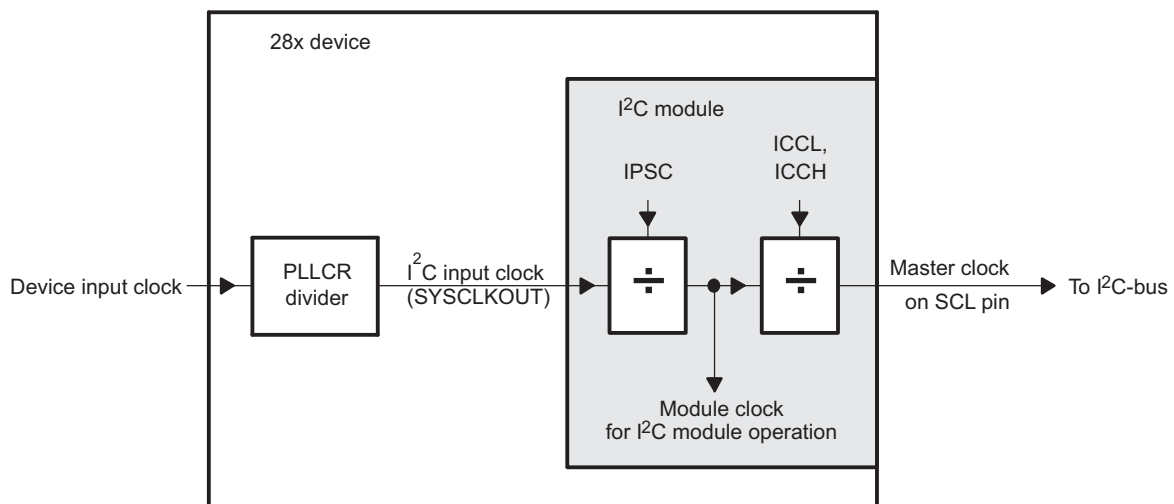 28x device
I²C module
ICCL,
ICCH
IPSC
÷
÷
PLLCR
divider
Device input clock
I²C input clock
(SYSCLKOUT)
Master clock
on SCL pin
To I²C-bus
Module clock
for I²C module operation